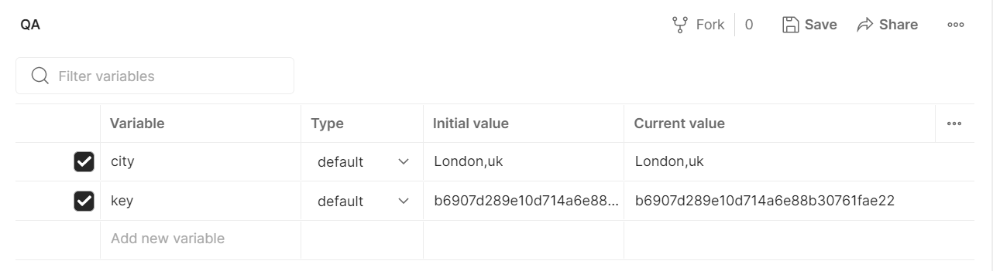 QA
Fork 0 Save Share
Filter variables
Variable Type Initial value Current value
city default London,uk London,uk
key default b6907d289e10d714a6e88... b6907d289e10d714a6e88b30761fae22
Add new variable